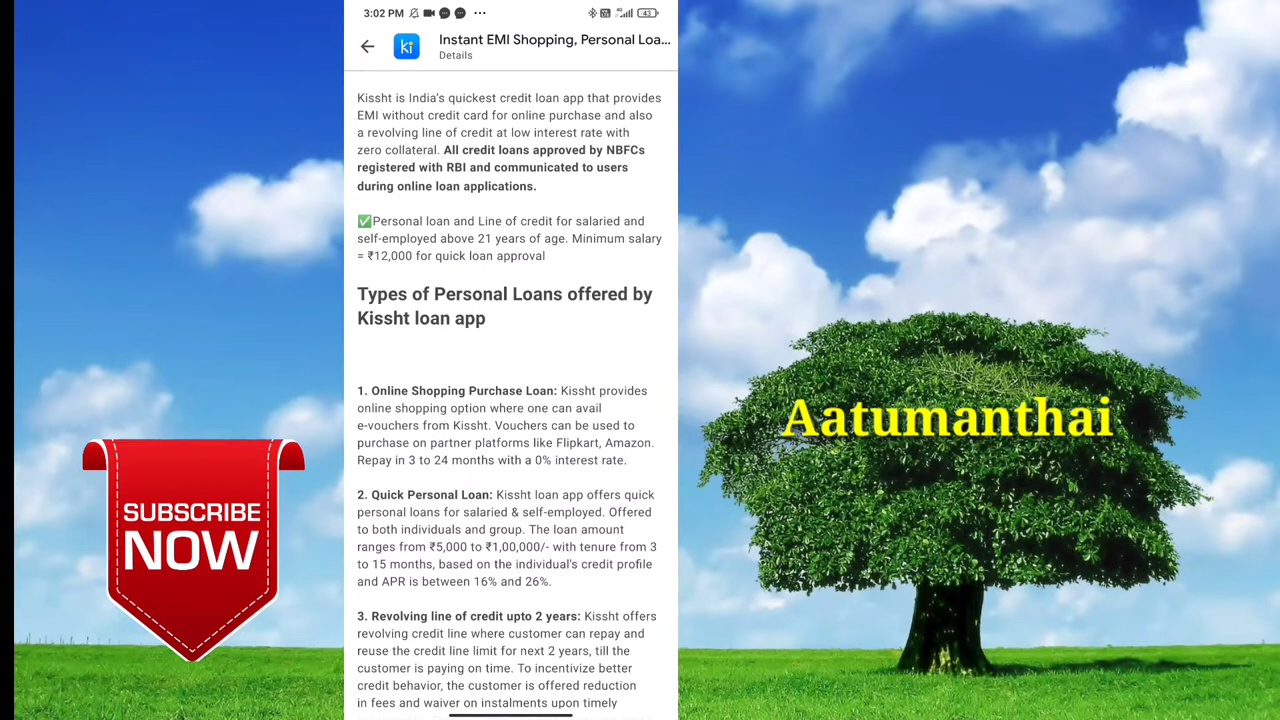 3:02 PM
4G
43
ki
Instant EMI Shopping, Personal Loa...
Details
Kissht is India's quickest credit loan app that provides
EMI without credit card for online purchase and also
a revolving line of credit at low interest rate with
zero collateral. All credit loans approved by NBFCs
registered with RBI and communicated to users
during online loan applications.
✅Personal loan and Line of credit for salaried and
self-employed above 21 years of age. Minimum salary
= ₹12,000 for quick loan approval
Types of Personal Loans offered by
Kissht loan app
1. Online Shopping Purchase Loan: Kissht provides
online shopping option where one can avail
e-vouchers from Kissht. Vouchers can be used to
purchase on partner platforms like Flipkart, Amazon.
Repay in 3 to 24 months with a 0% interest rate.
2. Quick Personal Loan: Kissht loan app offers quick
personal loans for salaried & self-employed. Offered
to both individuals and group. The loan amount
ranges from ₹5,000 to ₹1,00,000/- with tenure from 3
to 15 months, based on the individual's credit profile
and APR is between 16% and 26%.
3. Revolving line of credit upto 2 years: Kissht offers
revolving credit line where customer can repay and
reuse the credit line limit for next 2 years, till the
customer is paying on time. To incentivize better
credit behavior, the customer is offered reduction
in fees and waiver on instalments upon timely
SUBSCRIBE
NOW
Aatumanthai